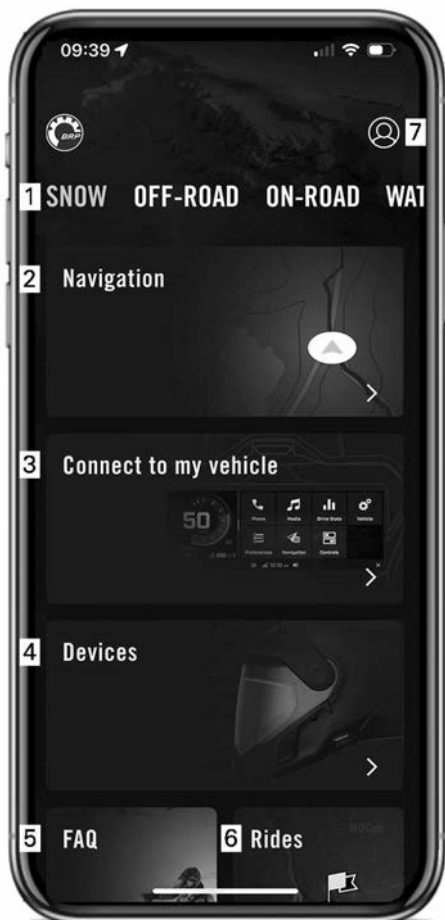 09:39
BRP
7
1 SNOW OFF-ROAD ON-ROAD WAT
2 Navigation
3 Connect to my vehicle
50
Phone Media Drive Stats Vehicle
Preferences Navigation Controls
4 Devices
5 FAQ 6 Rides